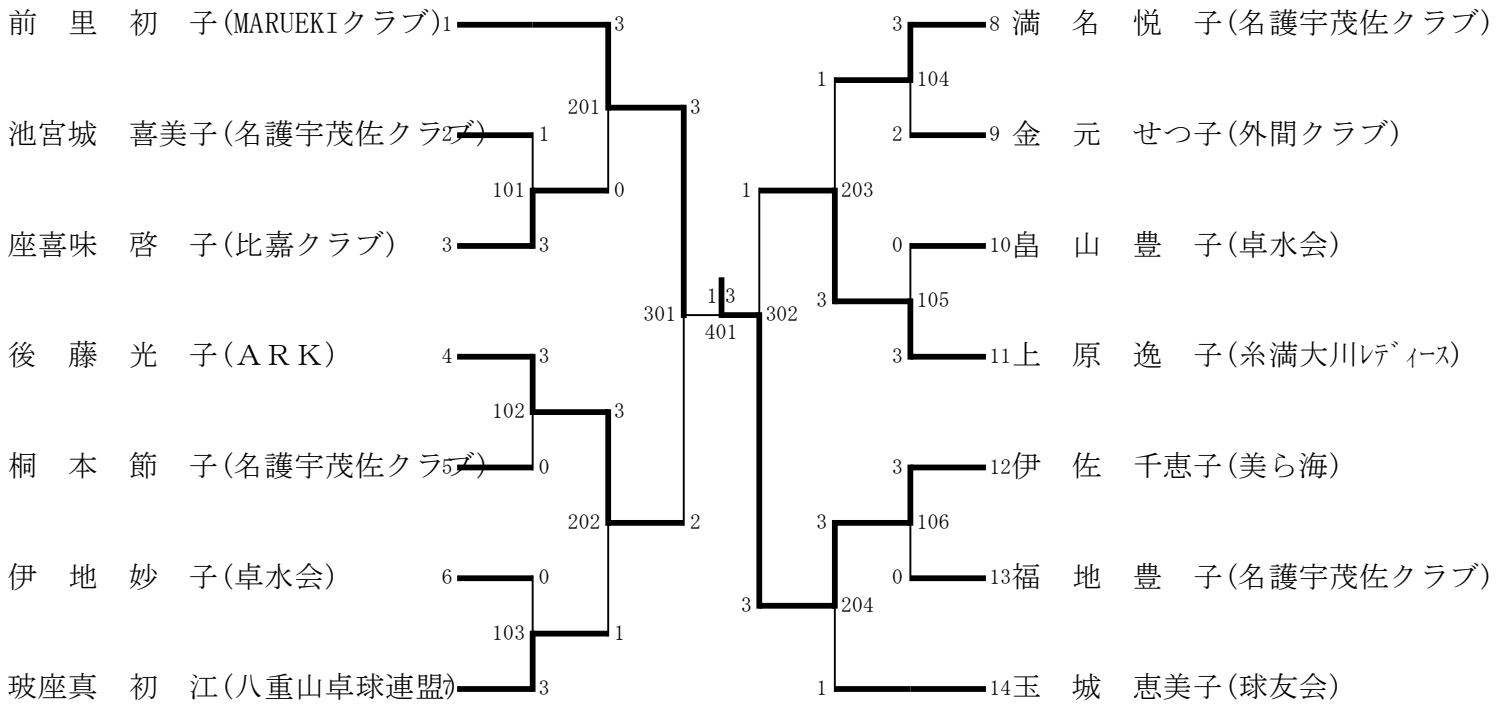 前　里　初　子(MARUEKIクラブ) 1 3 3 8 満　名　悦　子(名護宇茂佐クラブ)
1 104
201 3
池宮城　喜美子(名護宇茂佐クラブ) 2 1 2 9 金　元　せつ子(外間クラブ)
101 0 1 203
座喜味　啓　子(比嘉クラブ) 3 3 0 10 畠　山　豊　子(卓水会)
1 3 3 105
301 302
401
後　藤　光　子(ＡＲＫ) 4 3 3 11 上　原　逸　子(糸満大川ﾚﾃﾞｨｰｽ)
102 3
桐　本　節　子(名護宇茂佐クラブ) 5 0 3 12 伊　佐　千恵子(美ら海)
202 2 3 106
伊　地　妙　子(卓水会) 6 0 0 13 福　地　豊　子(名護宇茂佐クラブ)
3 204
103 1
玻座真　初　江(八重山卓球連盟) 7 3 1 14 玉　城　恵美子(球友会)